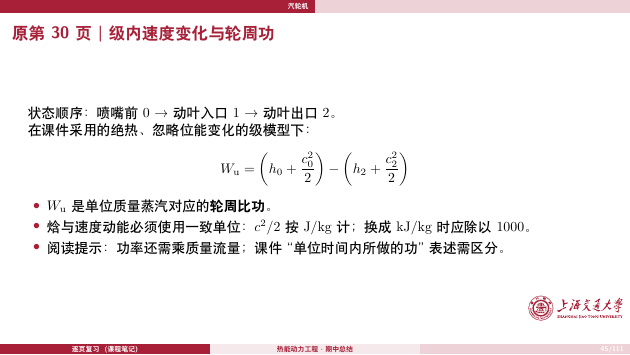 汽轮机
原第 30 页 | 级内速度变化与轮周功
状态顺序：喷嘴前 0 → 动叶入口 1 → 动叶出口 2。
在课件采用的绝热、忽略位能变化的级模型下：
W_u = (h_0 + c_0^2/2) − (h_2 + c_2^2/2)
• W_u 是单位质量蒸汽对应的轮周比功。
• 焓与速度动能必须使用一致单位：c^2/2 按 J/kg 计；换成 kJ/kg 时应除以 1000。
• 阅读提示：功率还需乘质量流量；课件 “单位时间内所做的功” 表述需区分。
上海交通大学
SHANGHAI JIAO TONG UNIVERSITY
逐页复习（课程笔记） 热能动力工程 · 期中总结 65/111